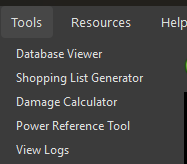 Tools Resources Help
Database Viewer
Shopping List Generator
Damage Calculator
Power Reference Tool
View Logs